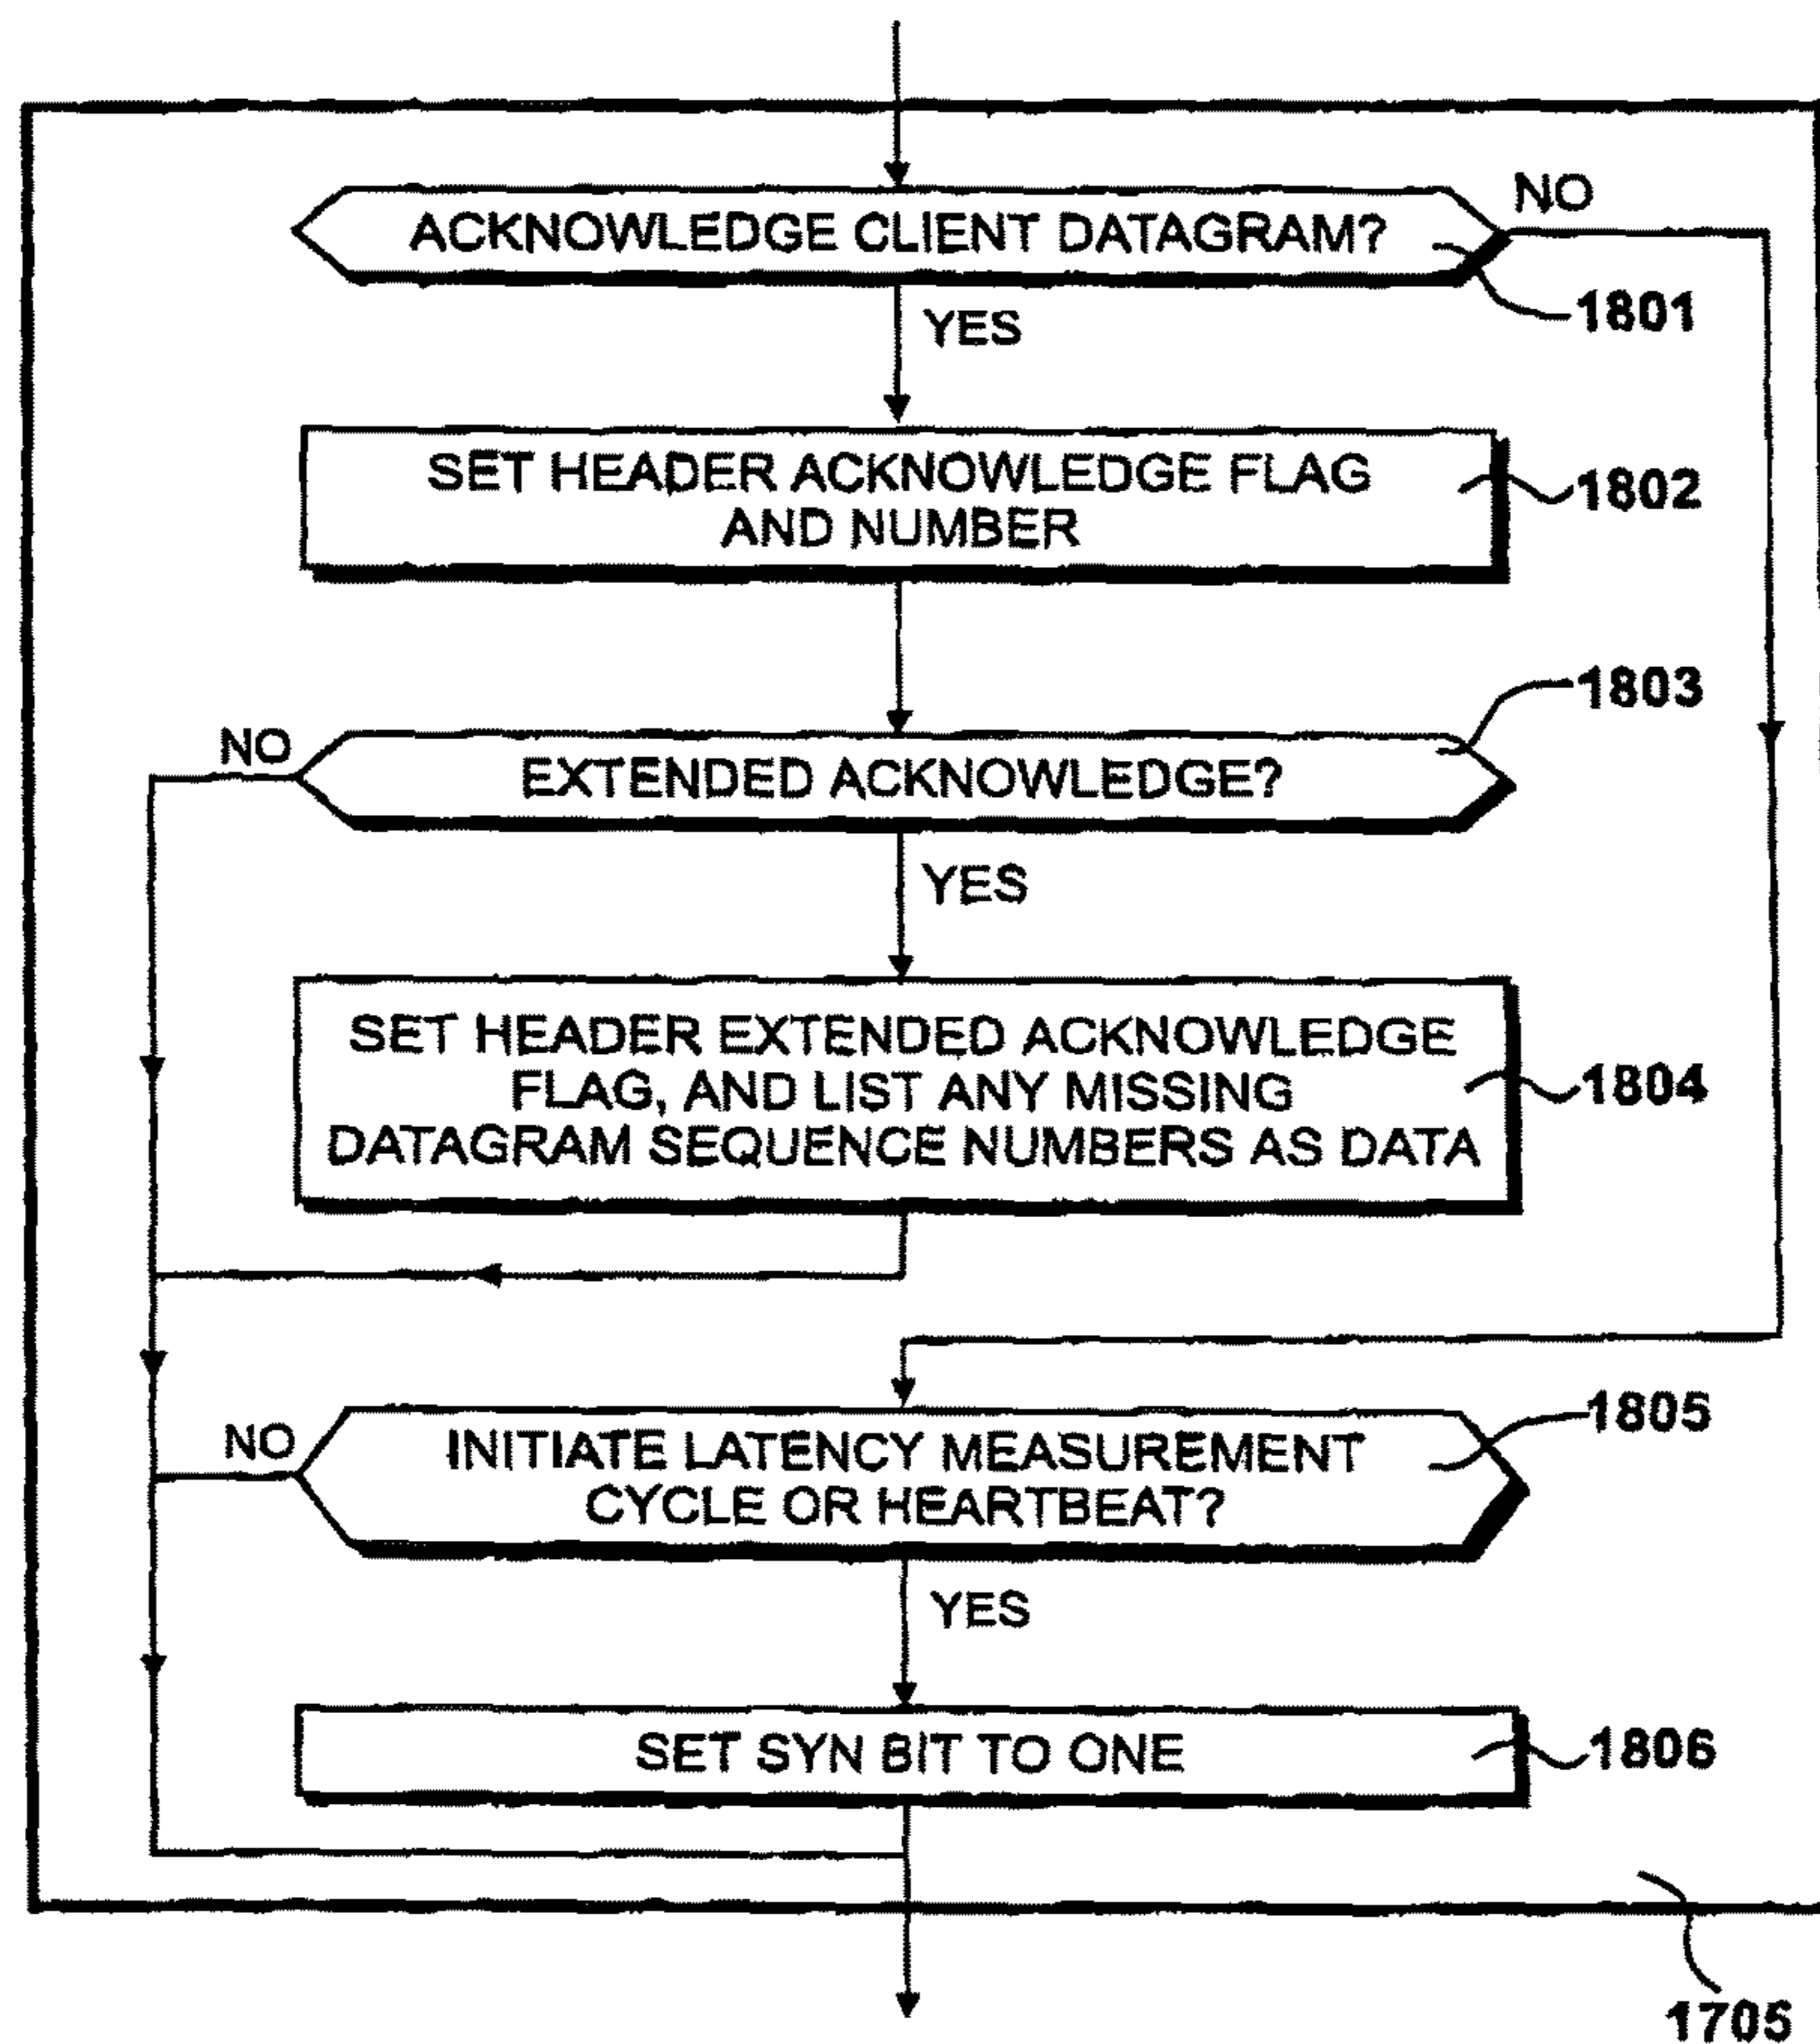 ACKNOWLEDGE CLIENT DATAGRAM?
NO
1801
YES
SET HEADER ACKNOWLEDGE FLAG
AND NUMBER
1802
1803
NO
EXTENDED ACKNOWLEDGE?
YES
SET HEADER EXTENDED ACKNOWLEDGE
FLAG, AND LIST ANY MISSING
DATAGRAM SEQUENCE NUMBERS AS DATA
1804
1805
NO
INITIATE LATENCY MEASUREMENT
CYCLE OR HEARTBEAT?
YES
SET SYN BIT TO ONE
1806
1705